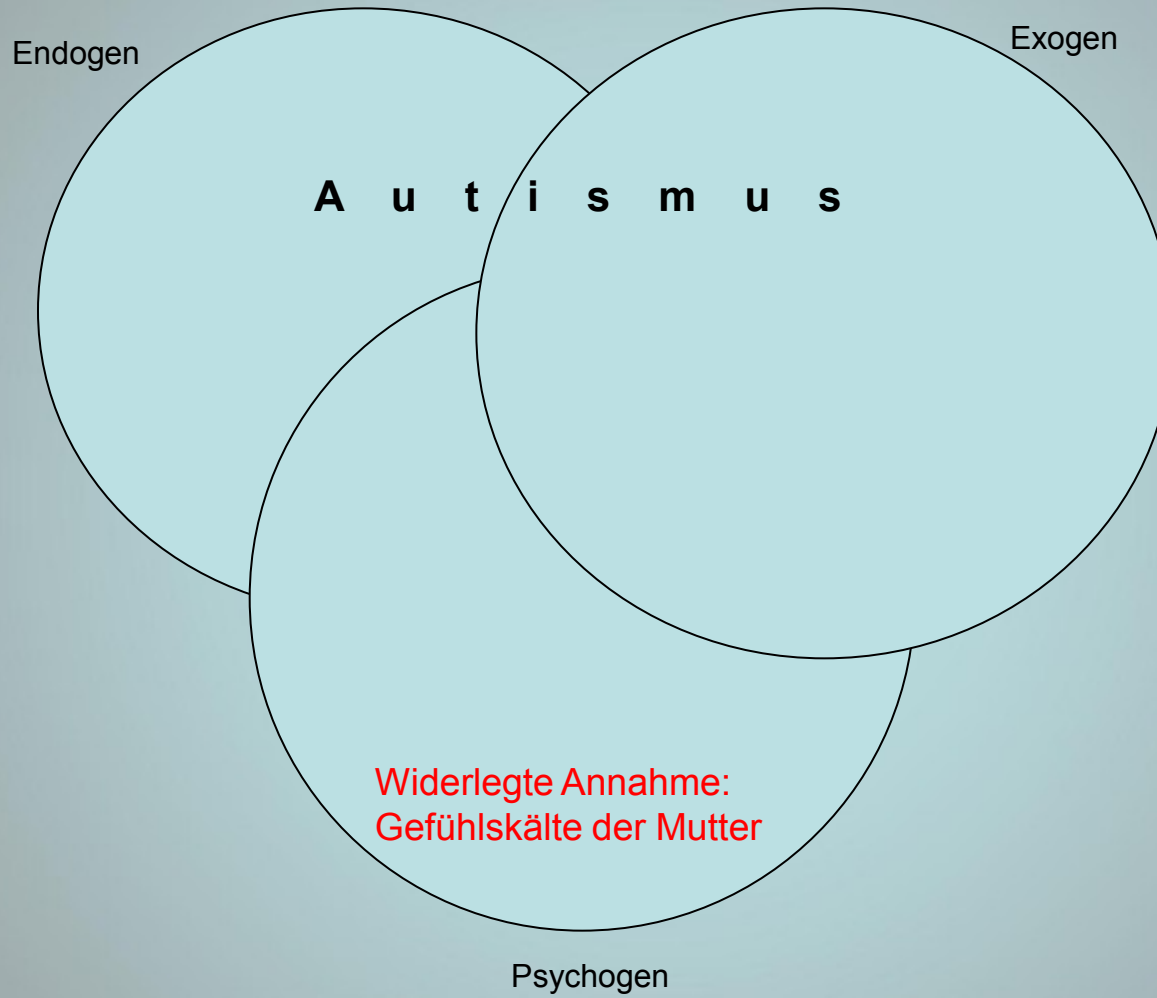 Endogen
Exogen
A u t i s m u s
Widerlegte Annahme:
Gefühlskälte der Mutter
Psychogen